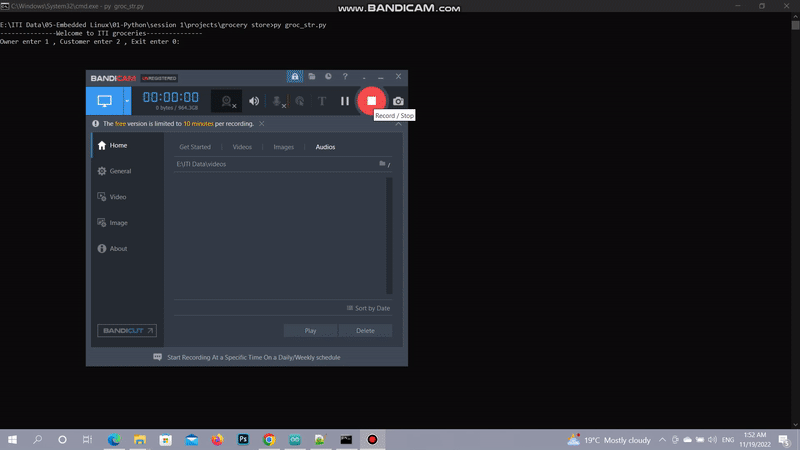 C:\Windows\System32\cmd.exe - py groc_str.py
WWW.BANDICAM.COM
E:\ITI Data\05-Embedded Linux\01-Python\session 1\projects\grocery store>py groc_str.py
---------------Welcome to ITI groceries---------------
Owner enter 1 , Customer enter 2 , Exit enter 0:
BANDICAM UNREGISTERED
00:00:00
0 bytes / 964.3GB
Record / Stop
The free version is limited to 10 minutes per recording.
Home
General
Video
Image
About
BANDICUT
Get Started
Videos
Images
Audios
E:\ITI Data\videos
Sort by Date
Play
Delete
Start Recording At a Specific Time On a Daily/Weekly schedule
19°C Mostly cloudy
ENG
1:52 AM
11/19/2022